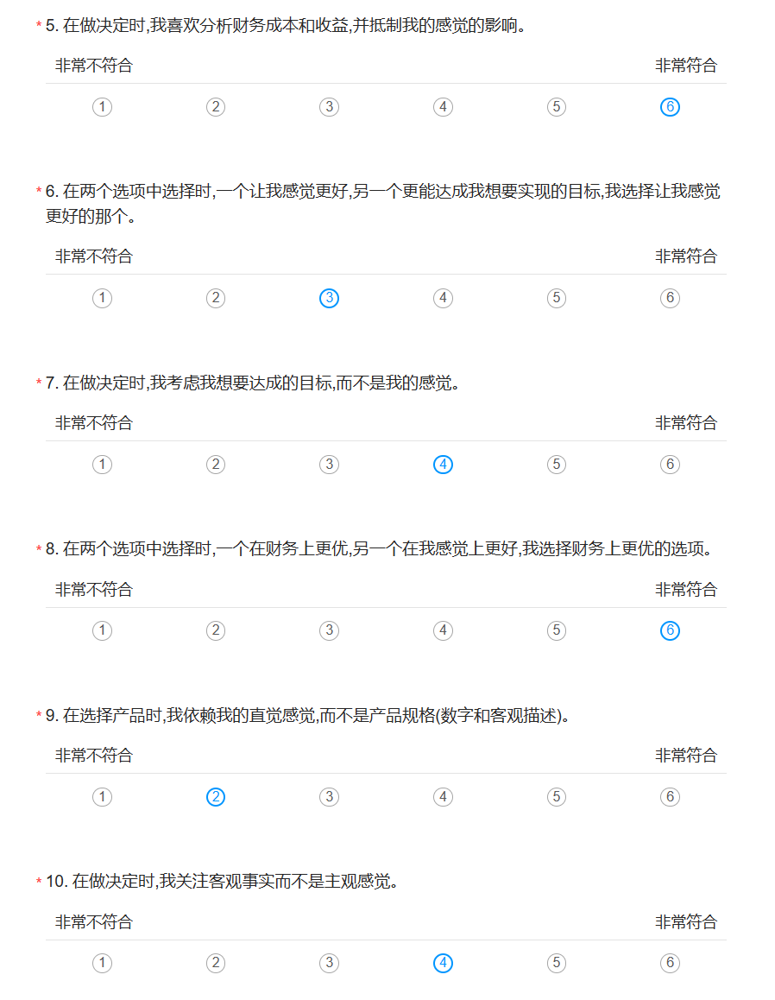 * 5. 在做决定时,我喜欢分析财务成本和收益,并抵制我的感觉的影响。
非常不符合 非常符合
1 2 3 4 5 6
* 6. 在两个选项中选择时,一个让我感觉更好,另一个更能达成我想要实现的目标,我选择让我感觉
更好的那个。
非常不符合 非常符合
1 2 3 4 5 6
* 7. 在做决定时,我考虑我想要达成的目标,而不是我的感觉。
非常不符合 非常符合
1 2 3 4 5 6
* 8. 在两个选项中选择时,一个在财务上更优,另一个在我感觉上更好,我选择财务上更优的选项。
非常不符合 非常符合
1 2 3 4 5 6
* 9. 在选择产品时,我依赖我的直觉感觉,而不是产品规格(数字和客观描述)。
非常不符合 非常符合
1 2 3 4 5 6
* 10. 在做决定时,我关注客观事实而不是主观感觉。
非常不符合 非常符合
1 2 3 4 5 6